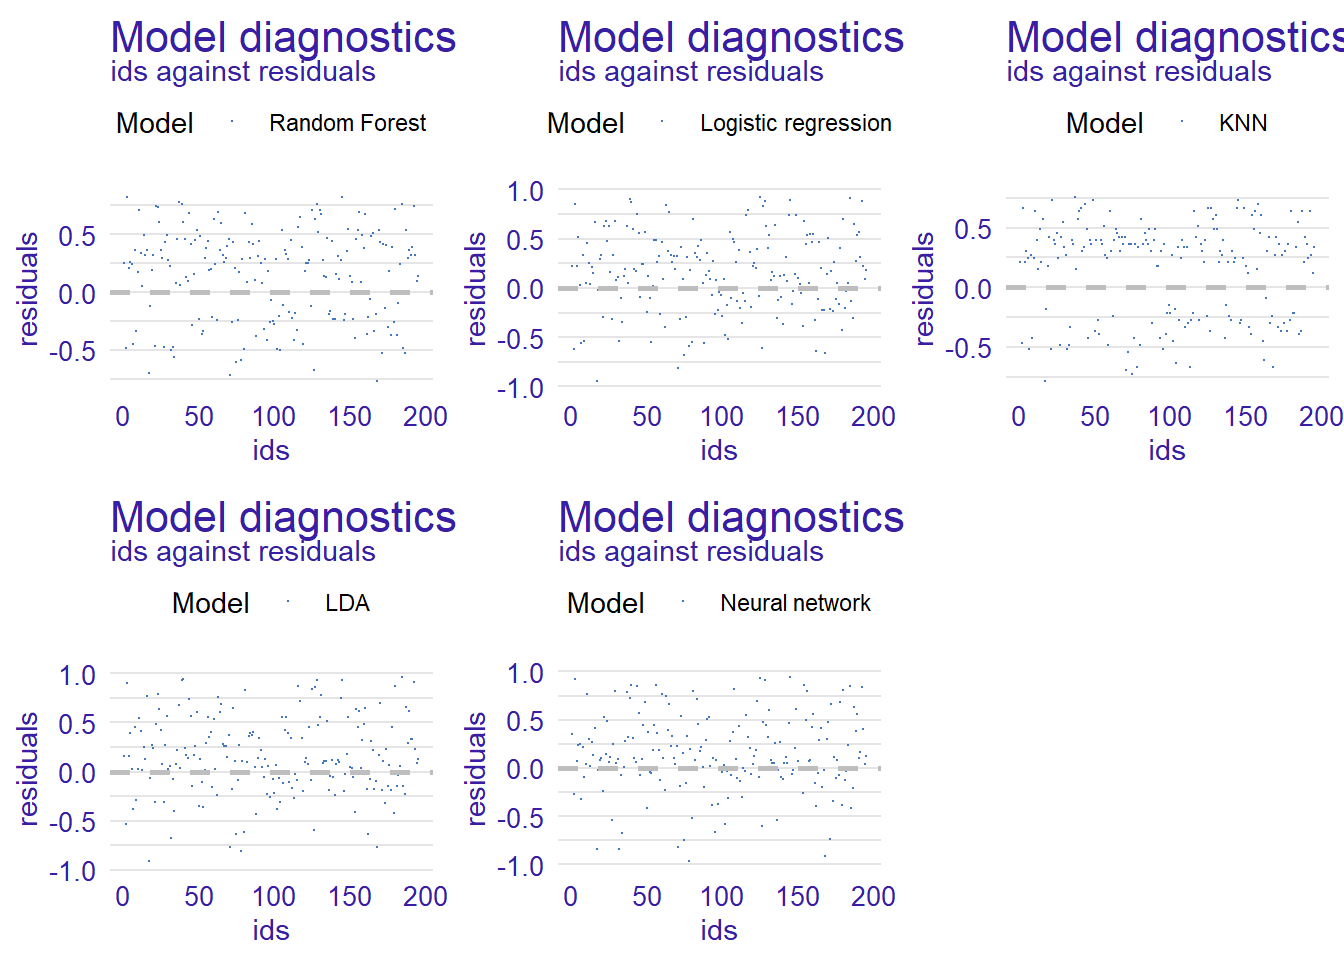 Model diagnostics
ids against residuals
Model Random Forest
residuals
0.5
0.0
-0.5
0 50 100 150 200
ids
Model diagnostics
ids against residuals
Model Logistic regression
residuals
1.0
0.5
0.0
-0.5
-1.0
0 50 100 150 200
ids
Model diagnostics
ids against residuals
Model KNN
residuals
0.5
0.0
-0.5
0 50 100 150 200
ids
Model diagnostics
ids against residuals
Model LDA
residuals
1.0
0.5
0.0
-0.5
-1.0
0 50 100 150 200
ids
Model diagnostics
ids against residuals
Model Neural network
residuals
1.0
0.5
0.0
-0.5
-1.0
0 50 100 150 200
ids